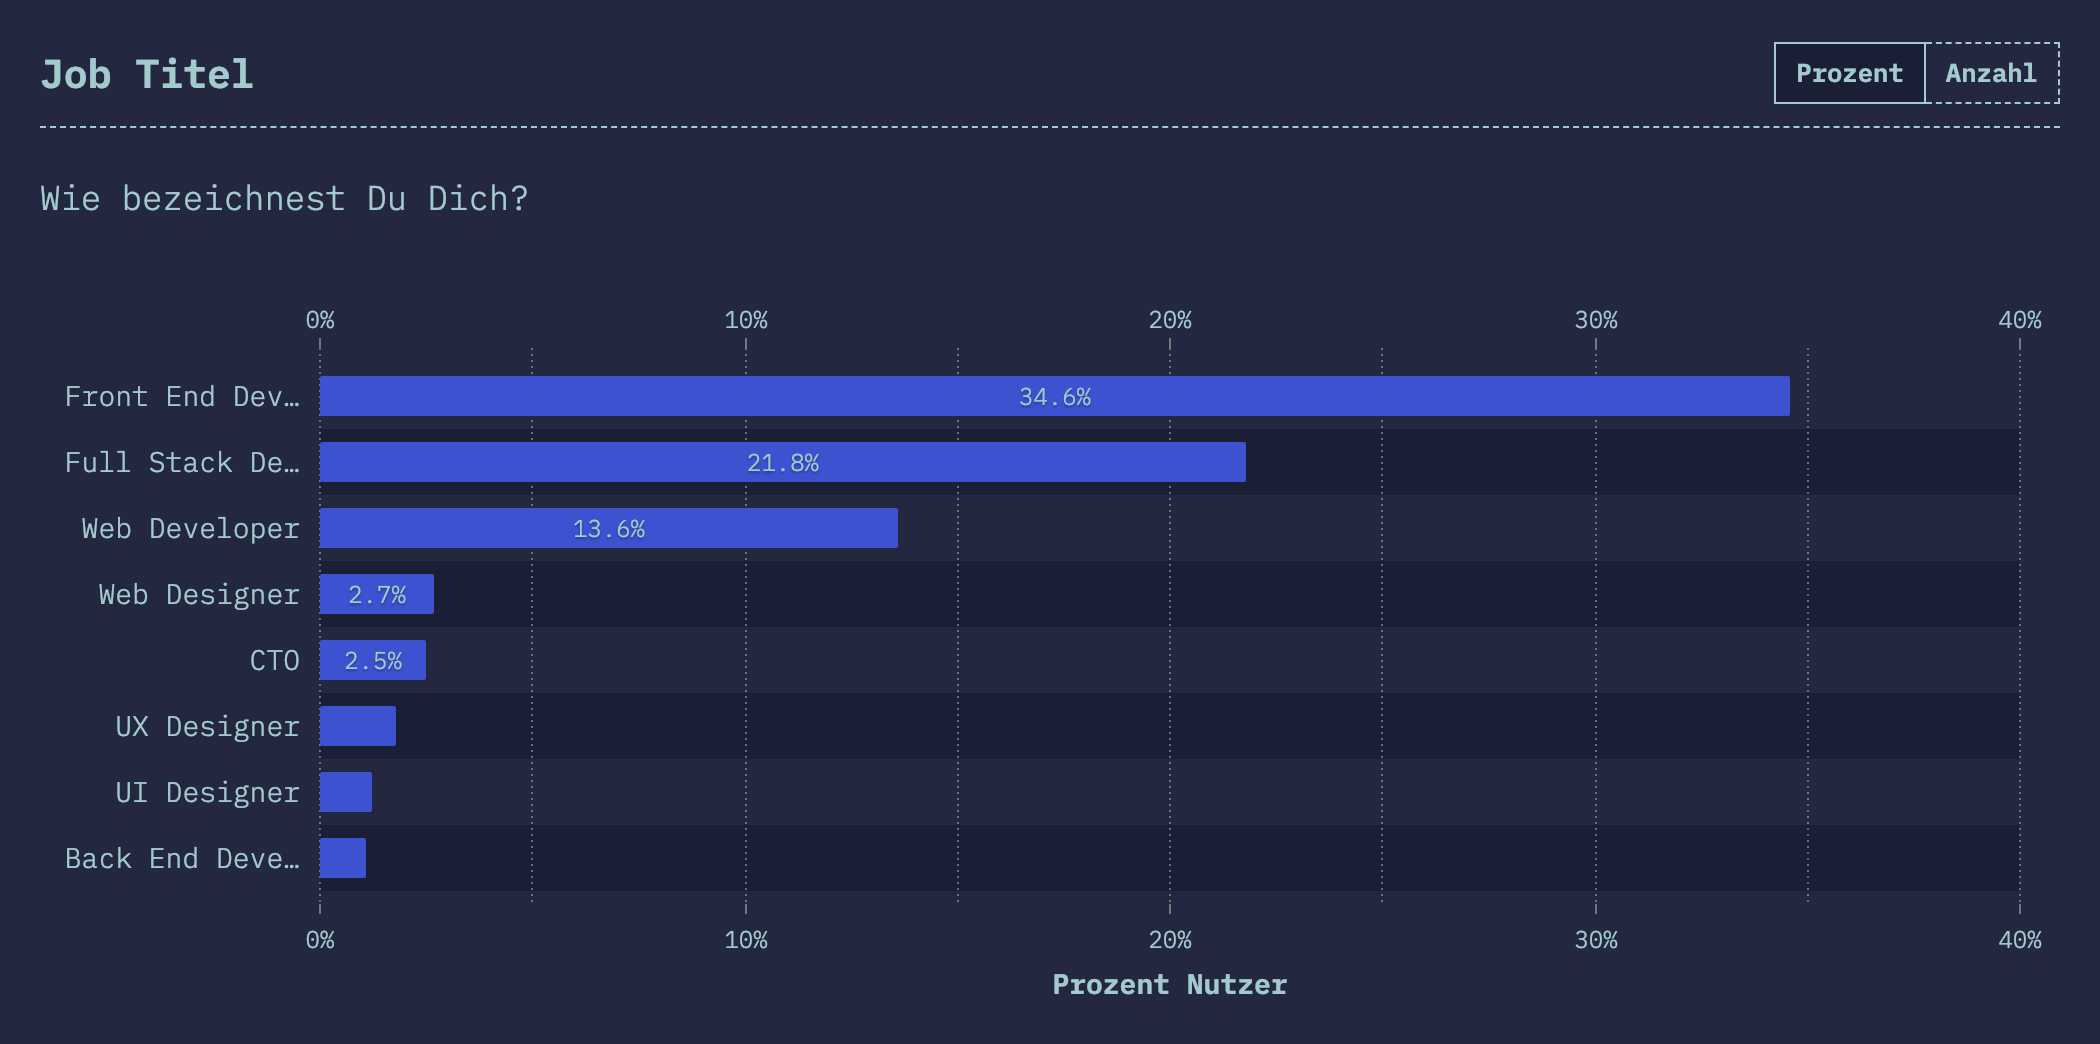 Job Titel
Prozent Anzahl
Wie bezeichnest Du Dich?
0% 10% 20% 30% 40%
Front End Dev… 34.6%
Full Stack De… 21.8%
Web Developer 13.6%
Web Designer 2.7%
CTO 2.5%
UX Designer
UI Designer
Back End Deve…
0% 10% 20% 30% 40%
Prozent Nutzer